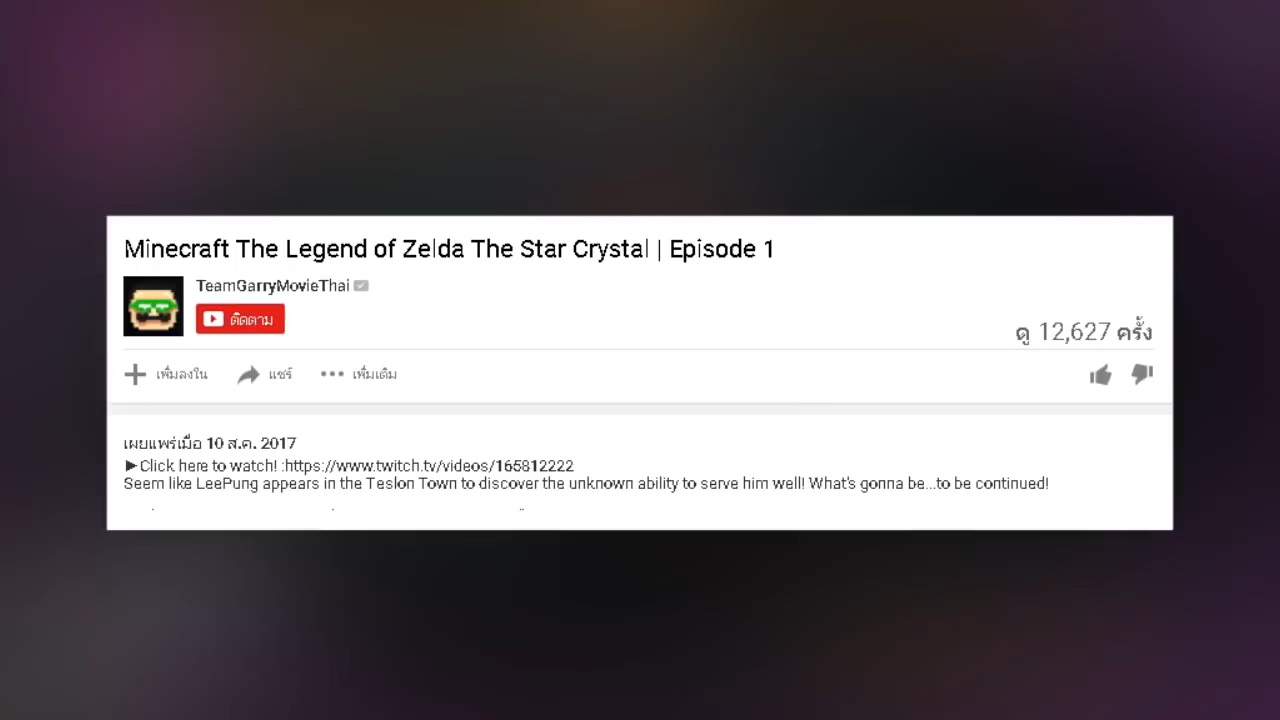 Minecraft The Legend of Zelda The Star Crystal | Episode 1
TeamGarryMovieThai
ติดตาม
ดู 12,627 ครั้ง
เพิ่มลงใน แชร์ เพิ่มเติม
เผยแพร่เมื่อ 10 ส.ค. 2017
►Click here to watch! :https://www.twitch.tv/videos/165812222
Seem like LeePung appears in the Teslon Town to discover the unknown ability to serve him well! What's gonna be...to be continued!